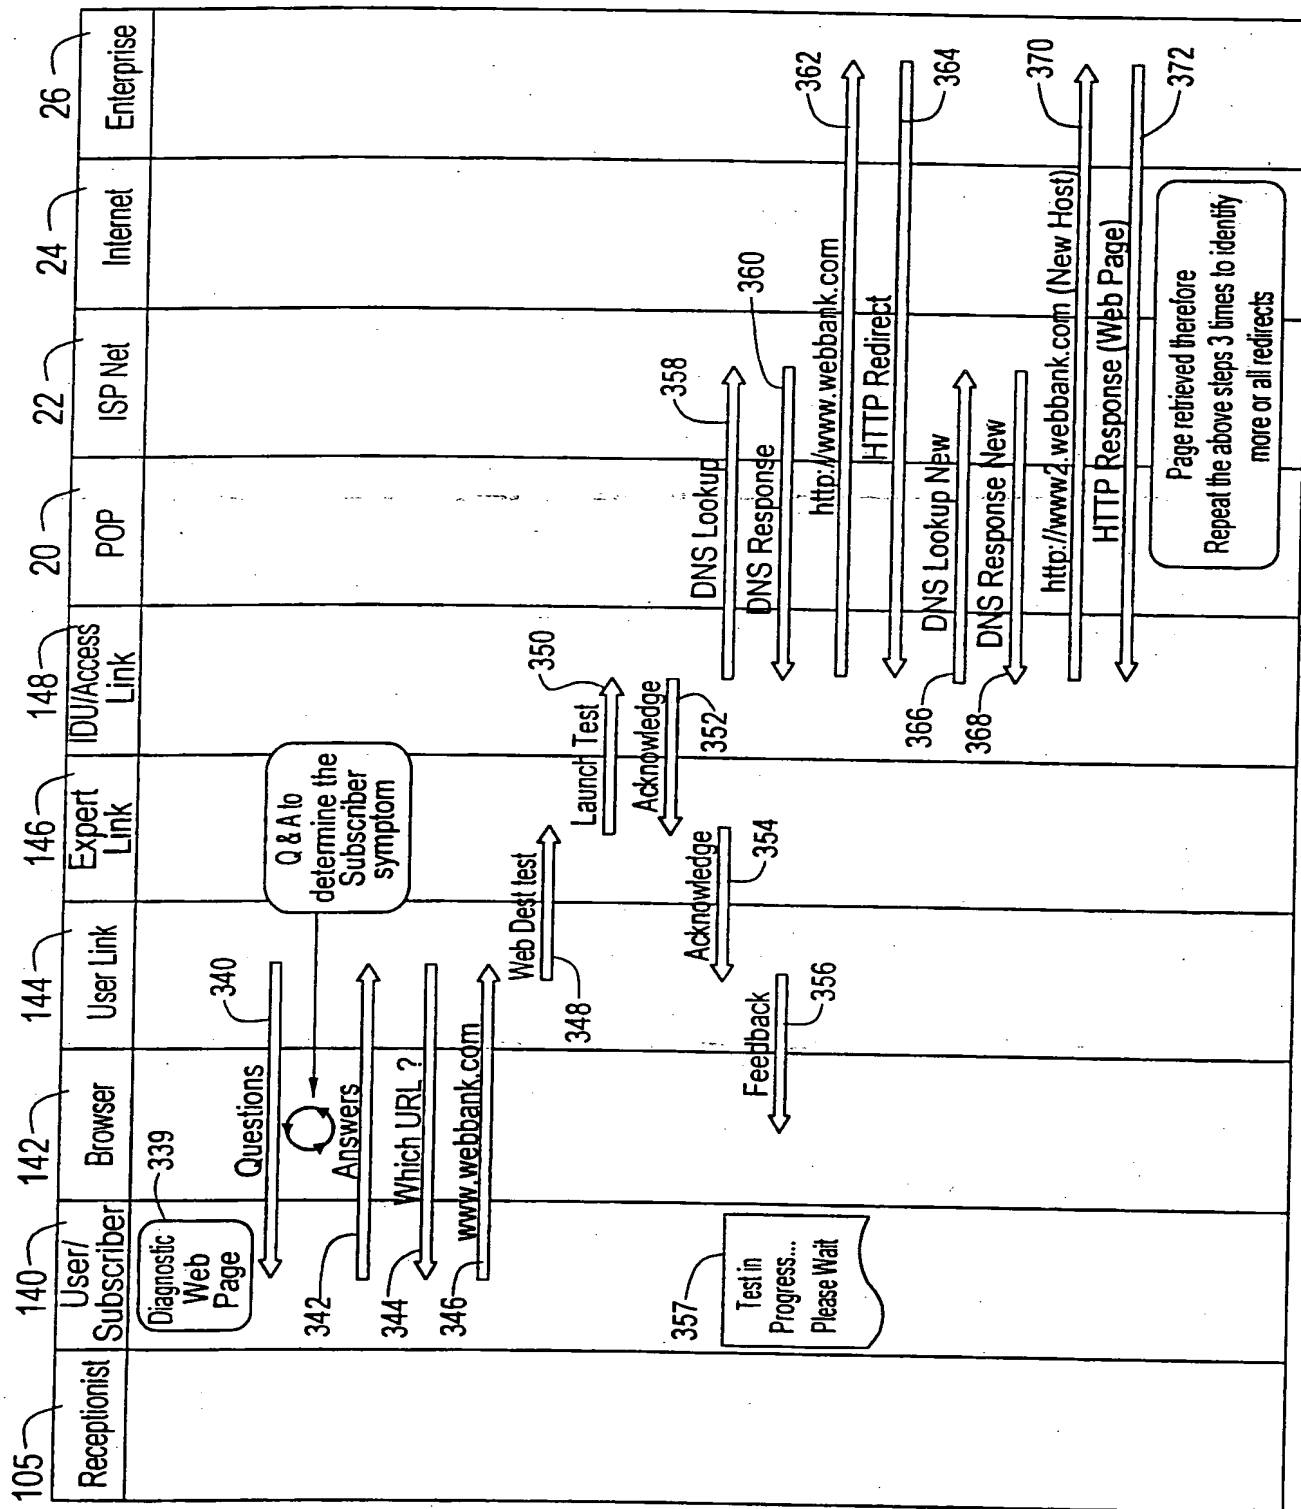 105
140
142
144
146
148
20
22
24
26
Receptionist
User/
Subscriber
Browser
User Link
Expert
Link
IDU/Access
Link
POP
ISP Net
Internet
Enterprise
Diagnostic
Web
Page
339
Questions
340
Q & A to
determine the
Subscriber
symptom
Answers
342
Which URL ?
344
www.webbank.com
346
Web Dest test
348
Launch Test
350
Acknowledge
352
Acknowledge
354
Feedback
356
357
Test in
Progress...
Please Wait
DNS Lookup
358
DNS Response
360
http://www.webbank.com
362
HTTP Redirect
364
DNS Lookup New
366
DNS Response New
368
http://www2.webbank.com (New Host)
370
HTTP Response (Web Page)
372
Page retrieved therefore
Repeat the above steps 3 times to identify
more or all redirects